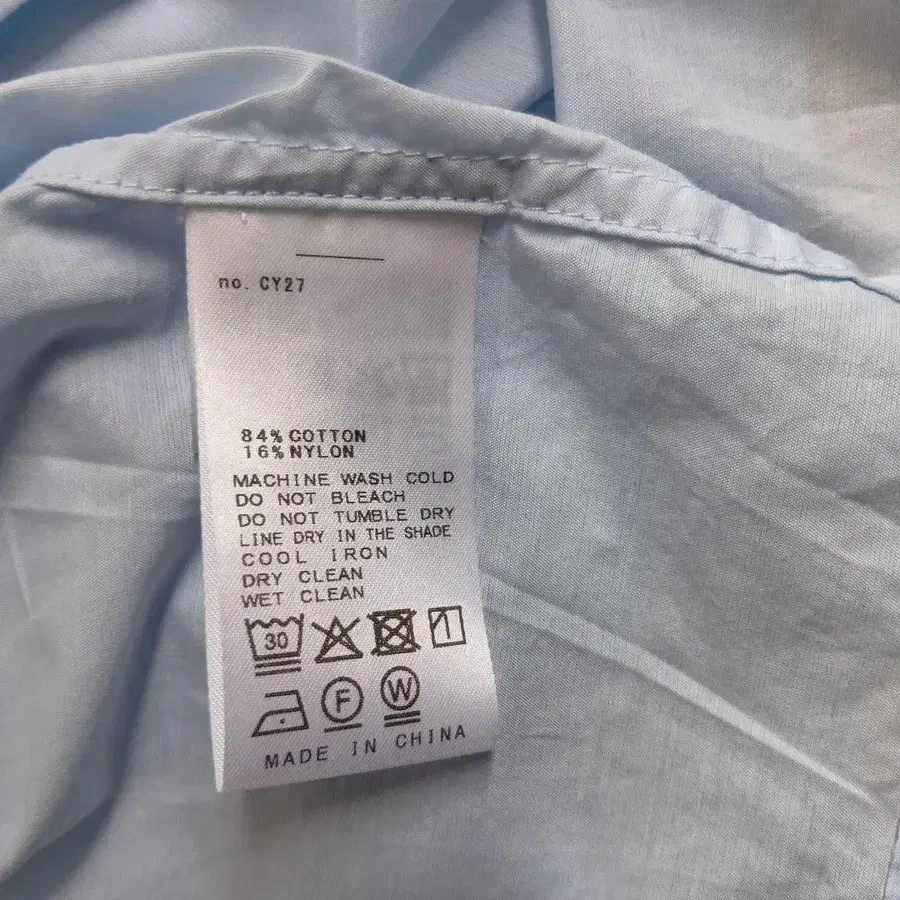 no. CY27
84% COTTON
16% NYLON
MACHINE WASH COLD
DO NOT BLEACH
DO NOT TUMBLE DRY
LINE DRY IN THE SHADE
COOL IRON
DRY CLEAN
WET CLEAN
30
F W
MADE IN CHINA